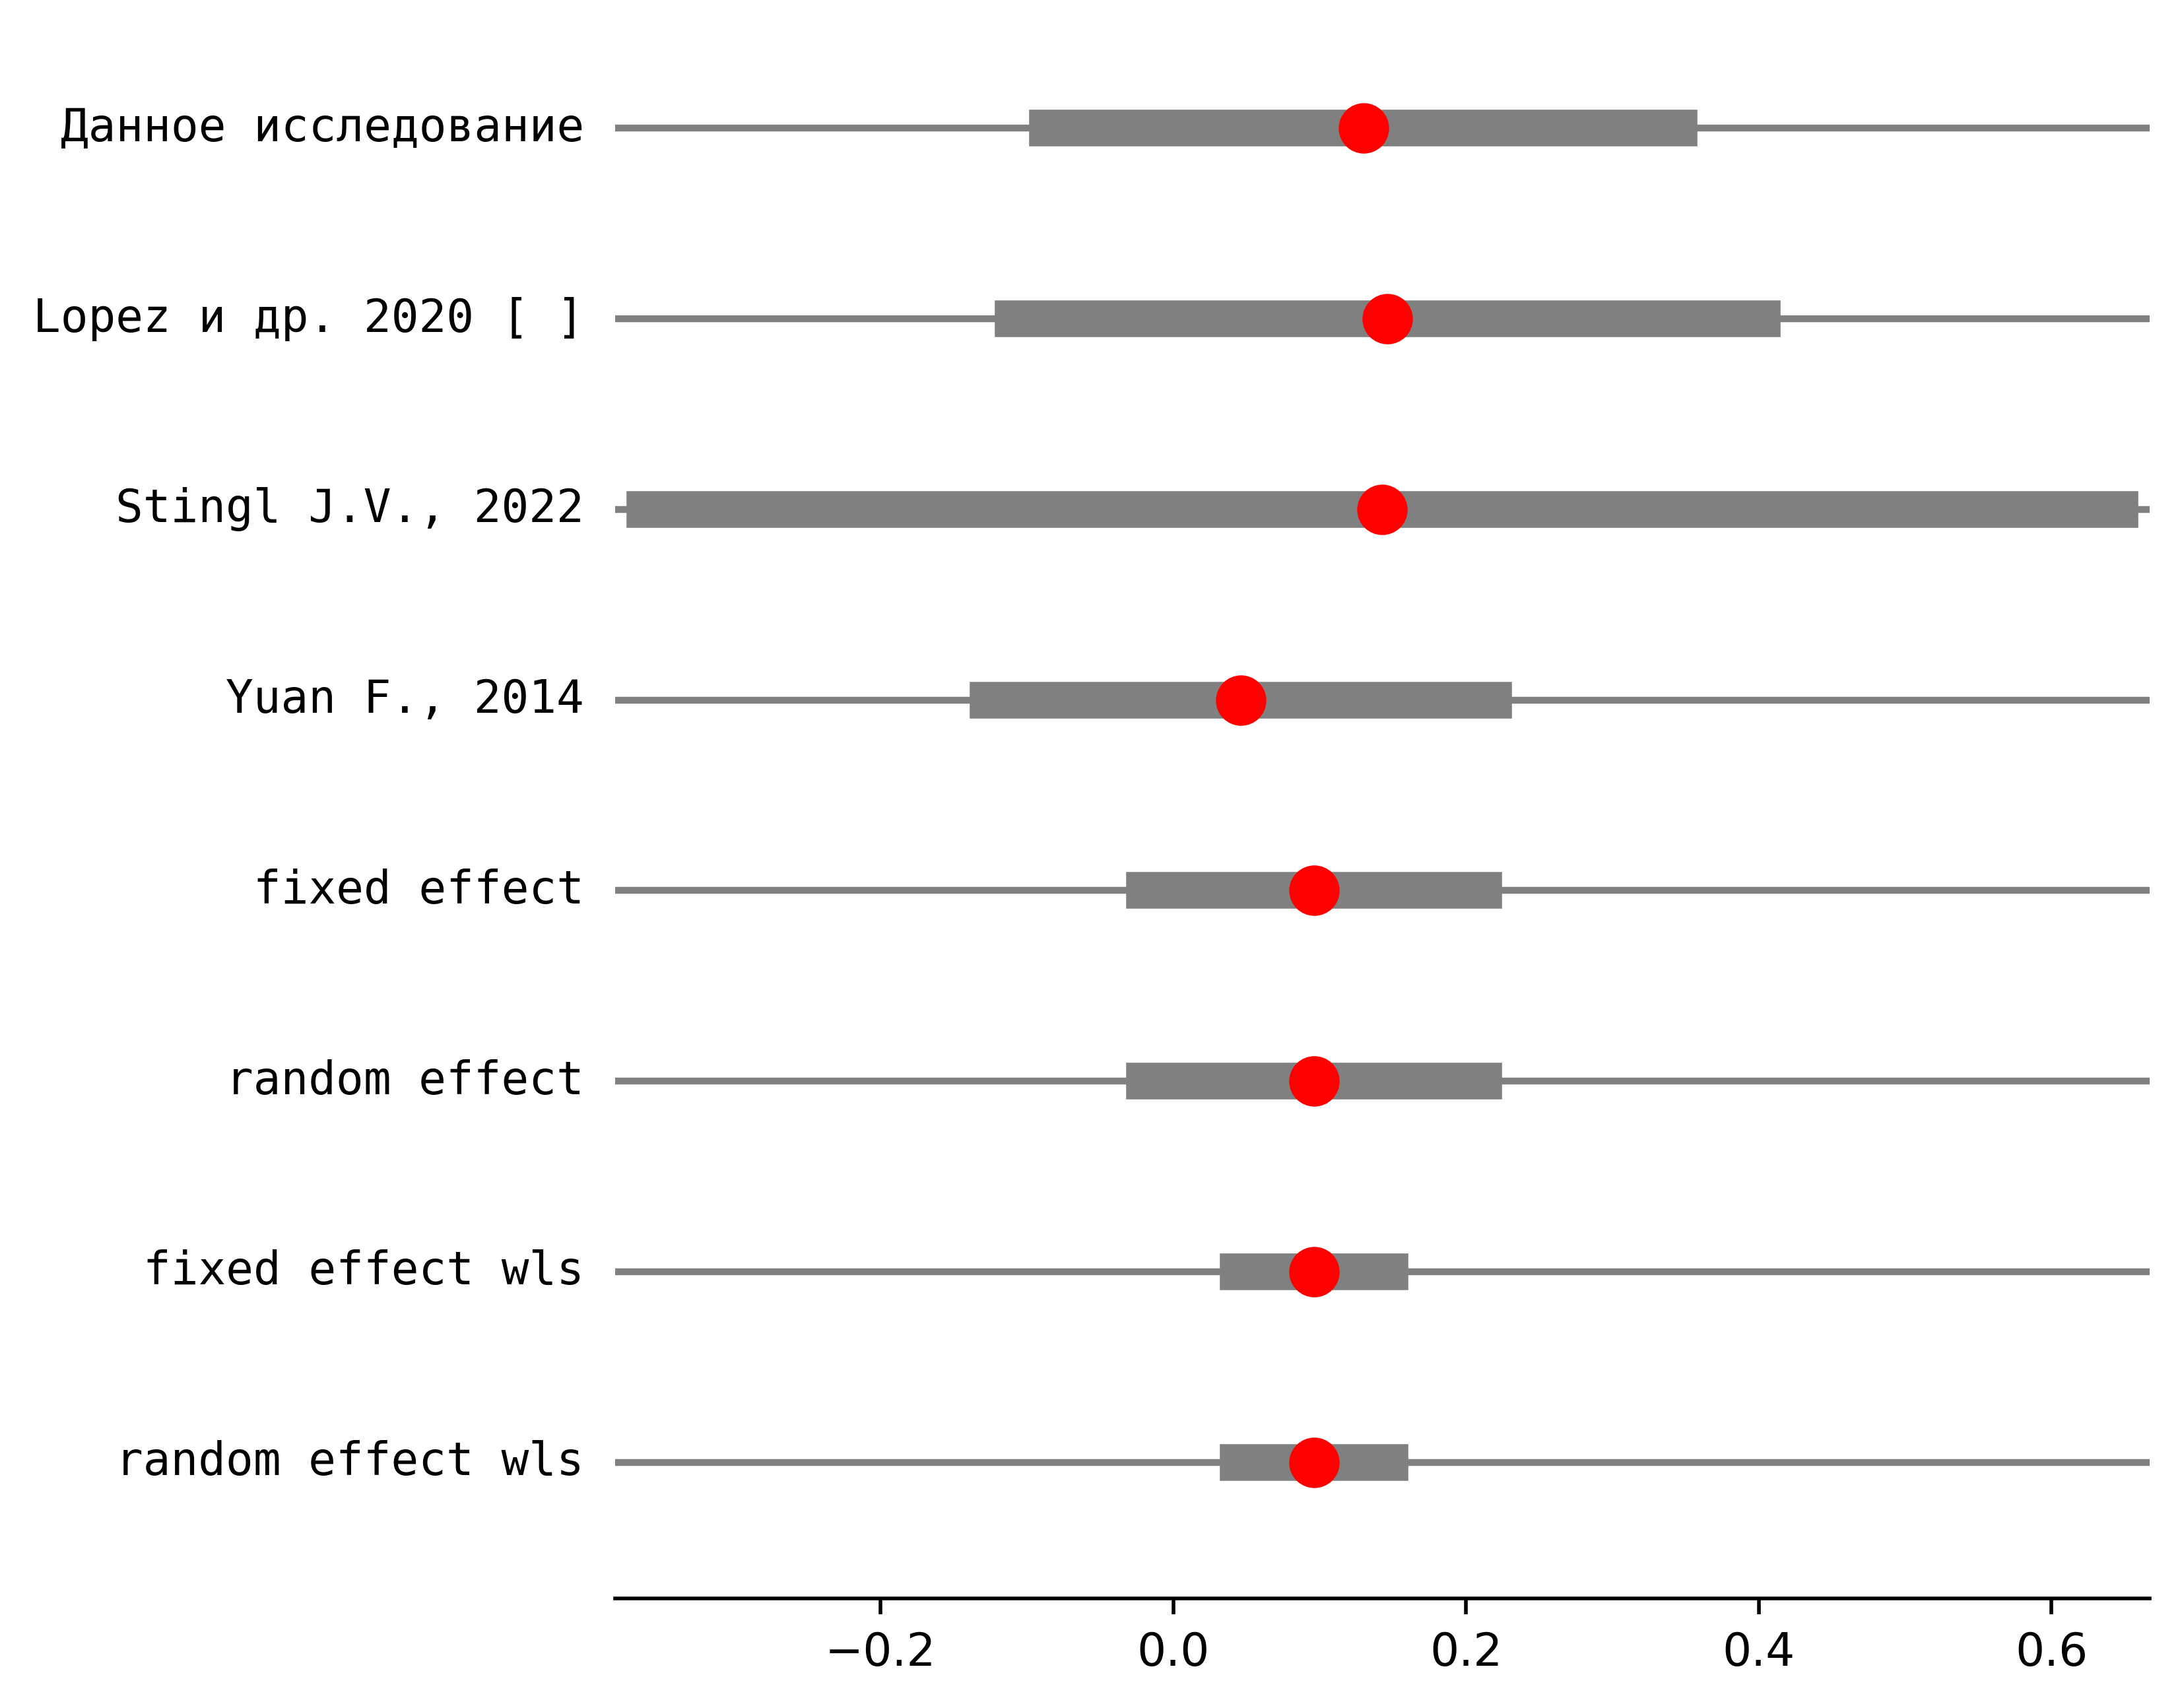 Данное исследование
Lopez и др. 2020 [ ]
Stingl J.V., 2022
Yuan F., 2014
fixed effect
random effect
fixed effect wls
random effect wls
−0.2 0.0 0.2 0.4 0.6